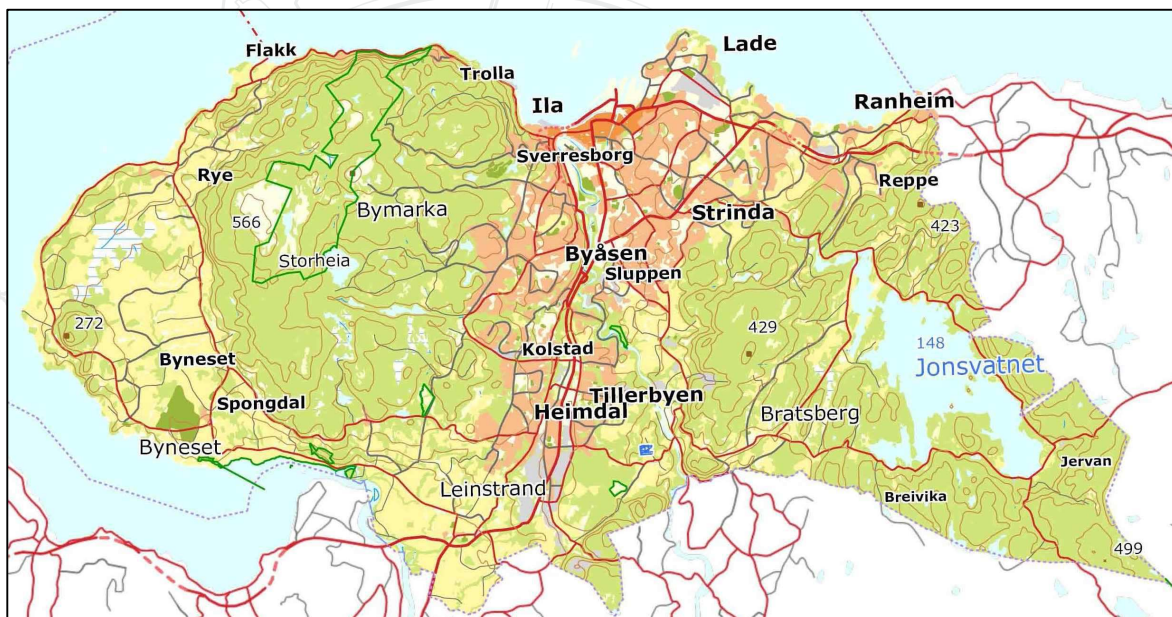 Flakk
Trolla
Lade
Ila
Ranheim
Sverresborg
Rye
Reppe
566
Bymarka
Strinda
423
Storheia
Byåsen
Sluppen
272
429
148
Jonsvatnet
Byneset
Kolstad
Spongdal
Tillerbyen
Heimdal
Bratsberg
Byneset
Jervan
Leinstrand
Breivika
499